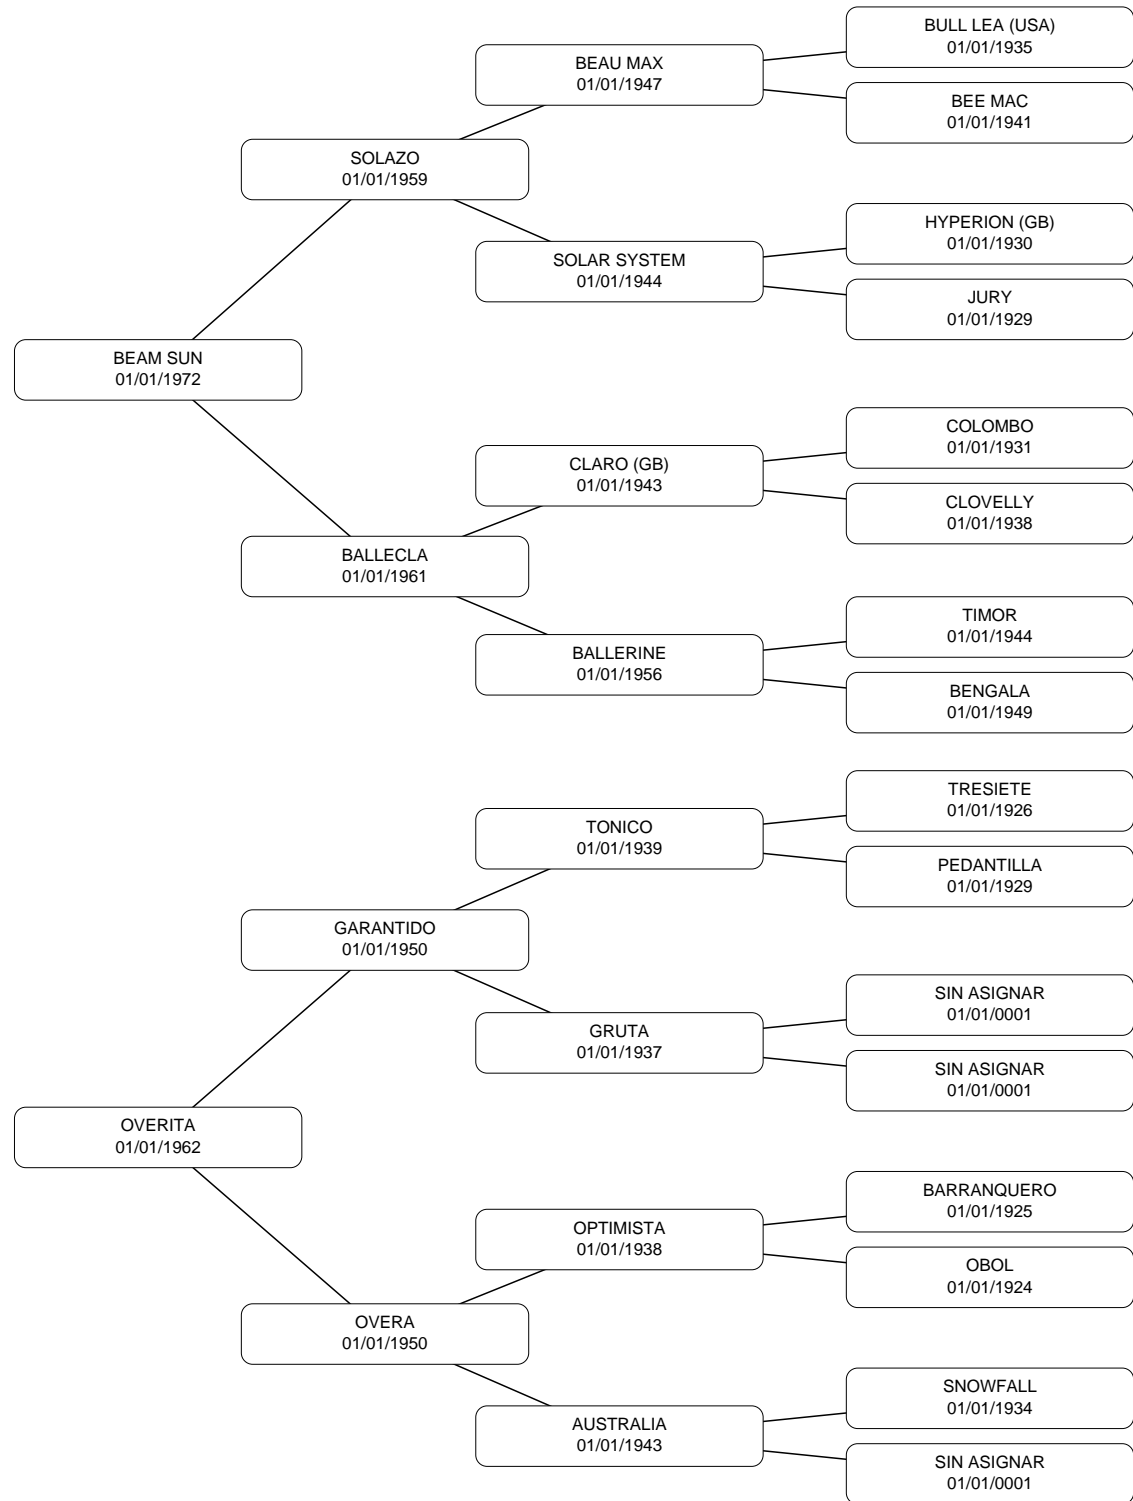 BULL LEA (USA)
01/01/1935
BEAU MAX
01/01/1947
BEE MAC
01/01/1941
SOLAZO
01/01/1959
HYPERION (GB)
01/01/1930
SOLAR SYSTEM
01/01/1944
JURY
01/01/1929
BEAM SUN
01/01/1972
COLOMBO
01/01/1931
CLARO (GB)
01/01/1943
CLOVELLY
01/01/1938
BALLECLA
01/01/1961
TIMOR
01/01/1944
BALLERINE
01/01/1956
BENGALA
01/01/1949
TRESIETE
01/01/1926
TONICO
01/01/1939
PEDANTILLA
01/01/1929
GARANTIDO
01/01/1950
SIN ASIGNAR
01/01/0001
GRUTA
01/01/1937
SIN ASIGNAR
01/01/0001
OVERITA
01/01/1962
BARRANQUERO
01/01/1925
OPTIMISTA
01/01/1938
OBOL
01/01/1924
OVERA
01/01/1950
SNOWFALL
01/01/1934
AUSTRALIA
01/01/1943
SIN ASIGNAR
01/01/0001